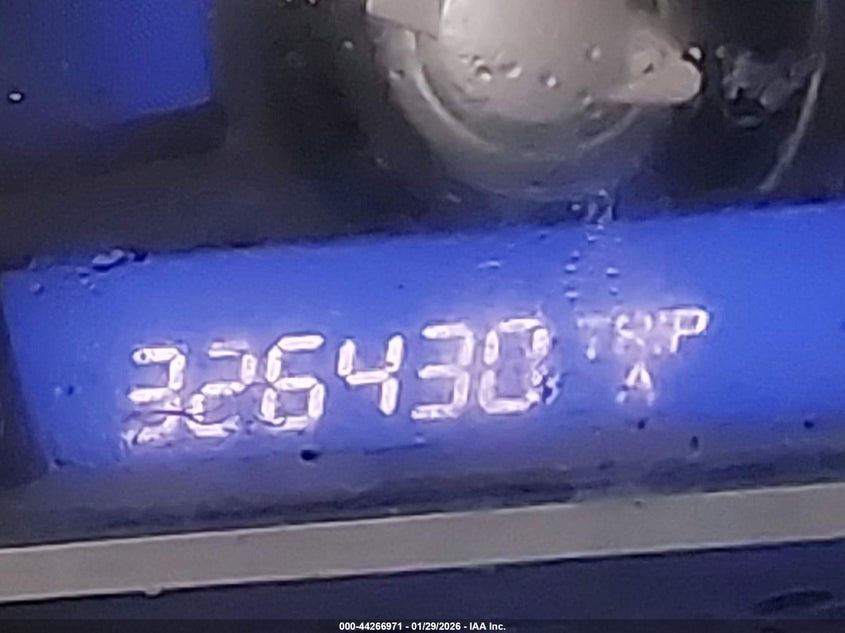 326430 TRIP
A
000-44266971 - 01/29/2026 - IAA Inc.